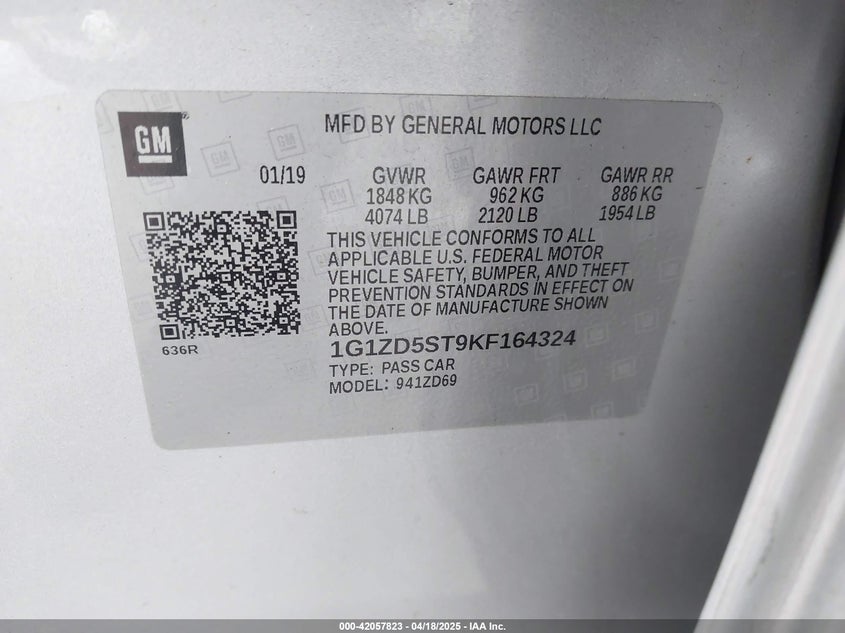 GM
MFD BY GENERAL MOTORS LLC
01/19 GVWR GAWR FRT GAWR RR
1848 KG 962 KG 886 KG
4074 LB 2120 LB 1954 LB
THIS VEHICLE CONFORMS TO ALL
APPLICABLE U.S. FEDERAL MOTOR
VEHICLE SAFETY, BUMPER, AND THEFT
PREVENTION STANDARDS IN EFFECT ON
THE DATE OF MANUFACTURE SHOWN
ABOVE.
636R
1G1ZD5ST9KF164324
TYPE: PASS CAR
MODEL: 941ZD69
000-42057823 / 04/18/2025 - IAA Inc.